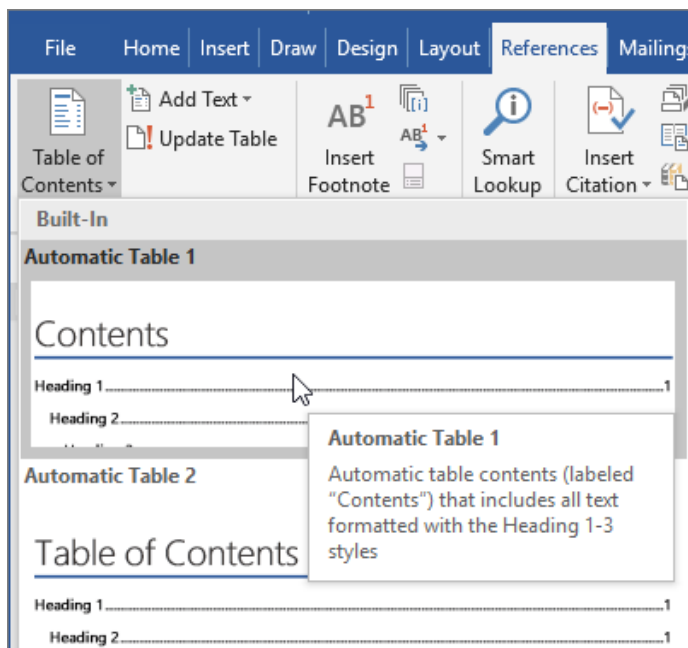 File Home Insert Draw Design Layout References Mailings
Add Text
Update Table
Table of
Contents
AB1
[i]
AB1
Insert
Footnote
Smart
Lookup
Insert
Citation
Built-In
Automatic Table 1
Contents
Heading 1 1
Heading 2
Automatic Table 1
Automatic table contents (labeled
“Contents”) that includes all text
formatted with the Heading 1-3
styles
Automatic Table 2
Table of Contents
Heading 1 1
Heading 2 1